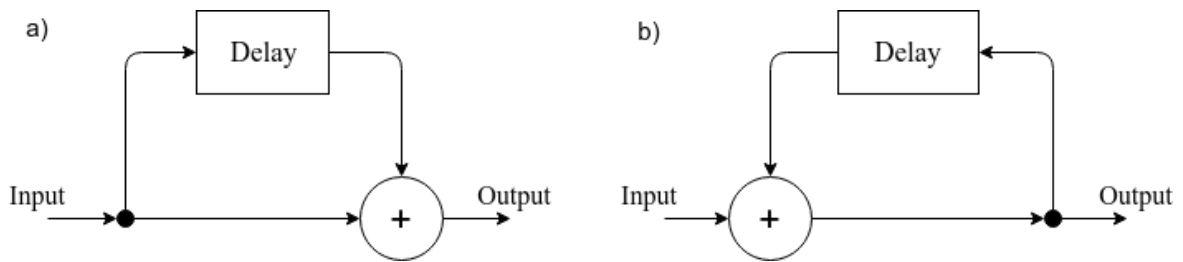 a)
Delay
Input
+
Output
b)
Delay
Input
+
Output